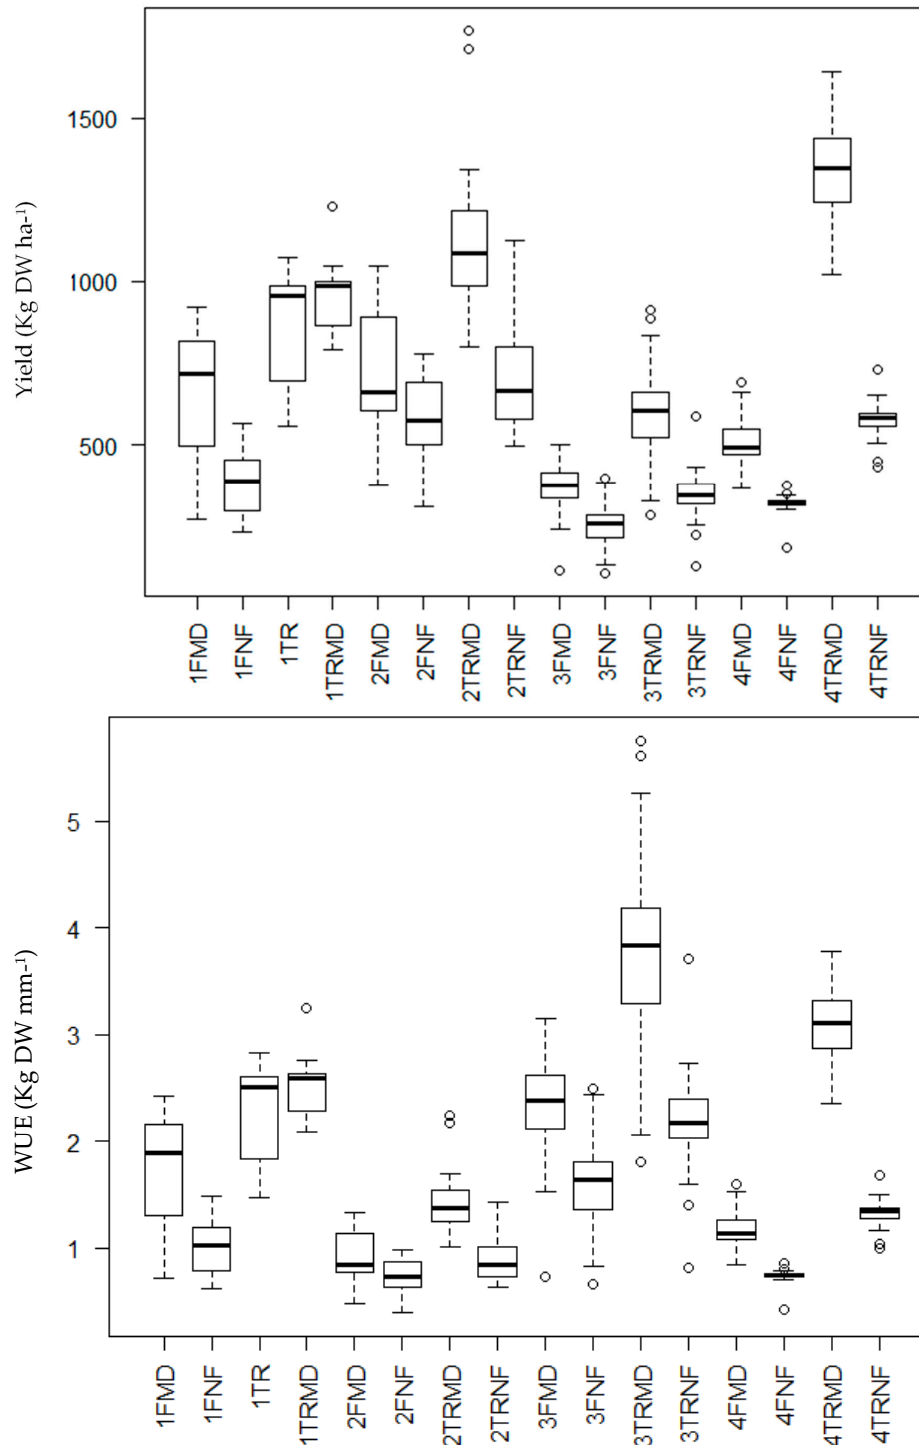 Yield (Kg DW ha-¹)
1500
1000
500
1FMD
1FNF
1TR
1TRMD
2FMD
2FNF
2TRMD
2TRNF
3FMD
3FNF
3TRMD
3TRNF
4FMD
4FNF
4TRMD
4TRNF
WUE (Kg DW mm-¹)
5
4
3
2
1
1FMD
1FNF
1TR
1TRMD
2FMD
2FNF
2TRMD
2TRNF
3FMD
3FNF
3TRMD
3TRNF
4FMD
4FNF
4TRMD
4TRNF